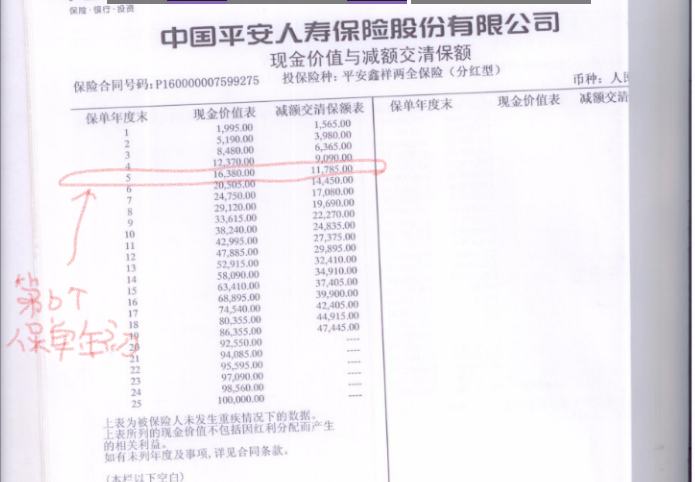 保险·银行·投资
中国平安人寿保险股份有限公司
现金价值与减额交清保额
保险合同号码:P160000007599275 投保险种: 平安鑫祥两全保险(分红型) 币种: 人民
保单年度末 现金价值表 减额交清保额表 保单年度末 现金价值表 减额交清
1 1,995.00 1,565.00
2 5,190.00 3,980.00
3 8,480.00 6,365.00
4 12,370.00 9,090.00
5 16,380.00 11,785.00
6 20,505.00 14,450.00
7 24,750.00 17,080.00
8 29,120.00 19,690.00
9 33,615.00 22,270.00
10 38,240.00 24,835.00
11 42,995.00 27,375.00
12 47,885.00 29,895.00
13 52,915.00 32,410.00
14 58,090.00 34,910.00
15 63,410.00 37,405.00
16 68,895.00 39,900.00
17 74,540.00 42,405.00
18 80,355.00 44,915.00
19 86,355.00 47,445.00
20 92,550.00 ----
21 94,085.00 ----
22 95,595.00 ----
23 97,090.00 ----
24 98,560.00 ----
25 100,000.00 ----
第6个
保单年初
上表为被保险人未发生重疾情况下的数据。
上表所列的现金价值不包括因红利分配而产生
的相关利益。
如有未列年度及事项,详见合同条款。
(本栏以下空白)